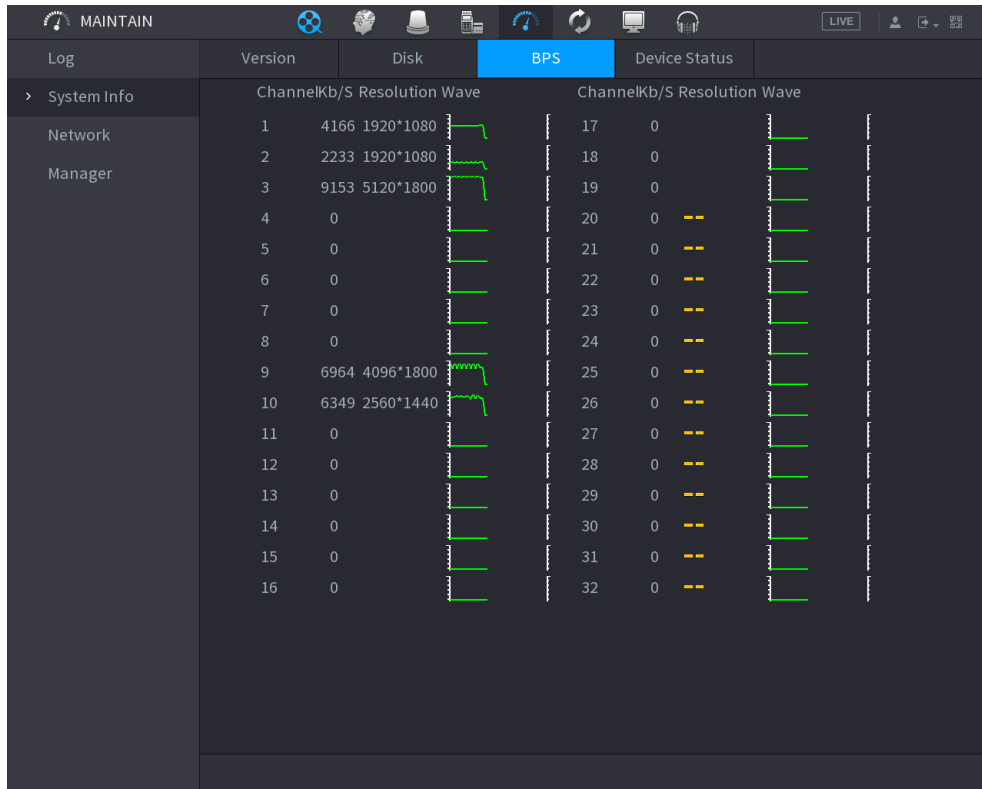 MAINTAIN LIVE
Log
System Info
Network
Manager
Version Disk BPS Device Status
Channel Kb/S Resolution Wave Channel Kb/S Resolution Wave
1 4166 1920*1080 17 0
2 2233 1920*1080 18 0
3 9153 5120*1800 19 0
4 0 20 0 --
5 0 21 0 --
6 0 22 0 --
7 0 23 0 --
8 0 24 0 --
9 6964 4096*1800 25 0 --
10 6349 2560*1440 26 0 --
11 0 27 0 --
12 0 28 0 --
13 0 29 0 --
14 0 30 0 --
15 0 31 0 --
16 0 32 0 --